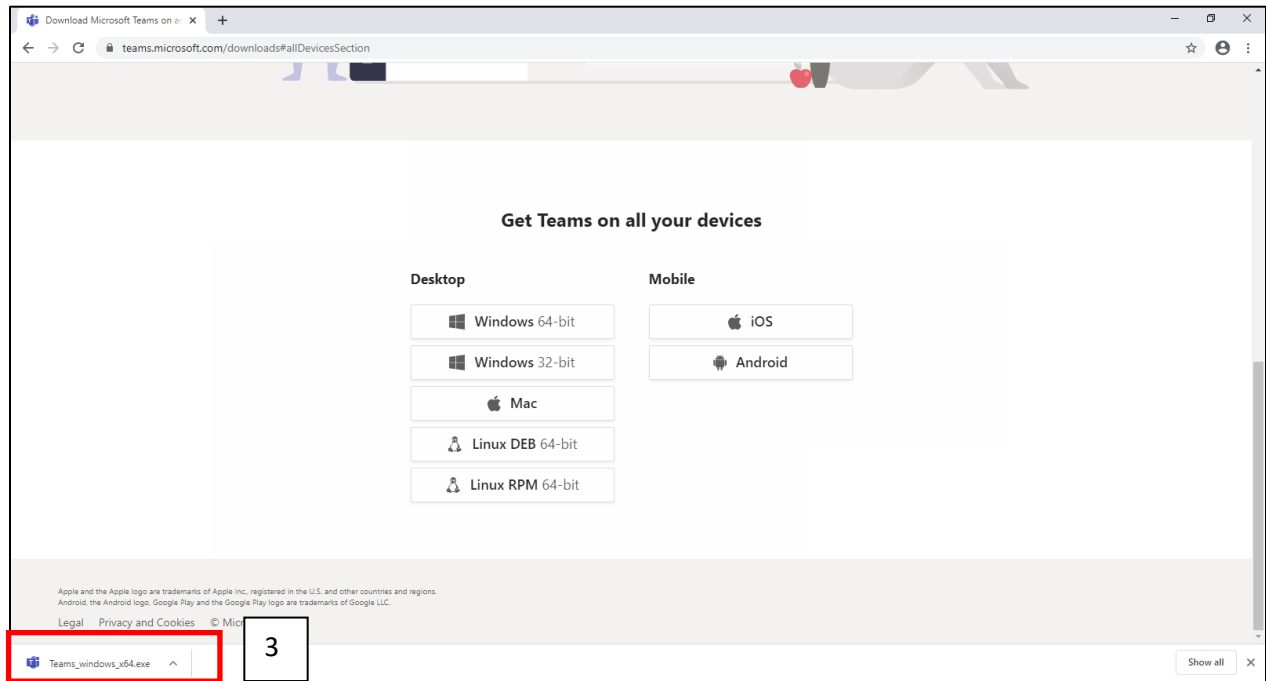 Download Microsoft Teams on a
teams.microsoft.com/downloads#allDevicesSection
Get Teams on all your devices
Desktop
Mobile
Windows 64-bit
iOS
Windows 32-bit
Android
Mac
Linux DEB 64-bit
Linux RPM 64-bit
Apple and the Apple logo are trademarks of Apple Inc., registered in the U.S. and other countries and regions.
Android, the Android logo, Google Play and the Google Play logo are trademarks of Google LLC.
Legal Privacy and Cookies © Micr
3
Teams_windows_x64.exe
Show all